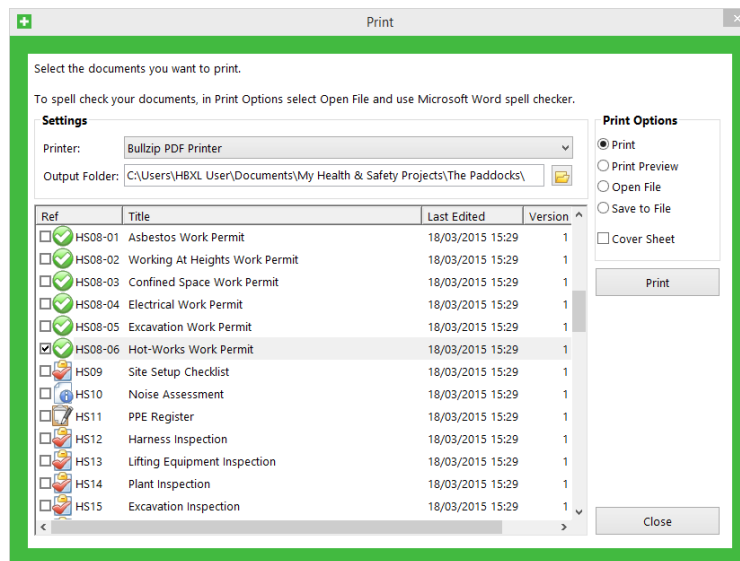 Print
Select the documents you want to print.
To spell check your documents, in Print Options select Open File and use Microsoft Word spell checker.
Settings
Printer: Bullzip PDF Printer
Output Folder: C:\Users\HBXL User\Documents\My Health & Safety Projects\The Paddocks\
Print Options
Print
Print Preview
Open File
Save to File
Cover Sheet
Print
Ref Title Last Edited Version
HS08-01 Asbestos Work Permit 18/03/2015 15:29 1
HS08-02 Working At Heights Work Permit 18/03/2015 15:29 1
HS08-03 Confined Space Work Permit 18/03/2015 15:29 1
HS08-04 Electrical Work Permit 18/03/2015 15:29 1
HS08-05 Excavation Work Permit 18/03/2015 15:29 1
HS08-06 Hot-Works Work Permit 18/03/2015 15:29 1
HS09 Site Setup Checklist 18/03/2015 15:29 1
HS10 Noise Assessment 18/03/2015 15:29 1
HS11 PPE Register 18/03/2015 15:29 1
HS12 Harness Inspection 18/03/2015 15:29 1
HS13 Lifting Equipment Inspection 18/03/2015 15:29 1
HS14 Plant Inspection 18/03/2015 15:29 1
HS15 Excavation Inspection 18/03/2015 15:29 1
Close